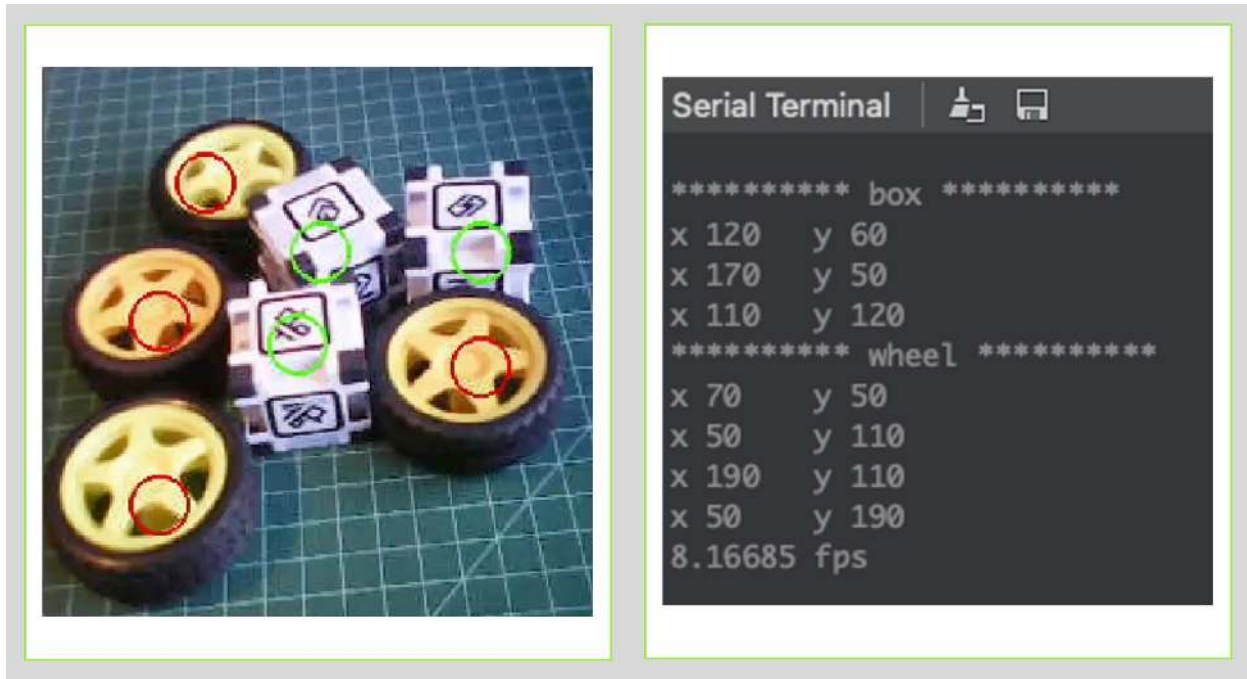 Serial Terminal
********** box **********
x 120 y 60
x 170 y 50
x 110 y 120
********** wheel **********
x 70 y 50
x 50 y 110
x 190 y 110
x 50 y 190
8.16685 fps